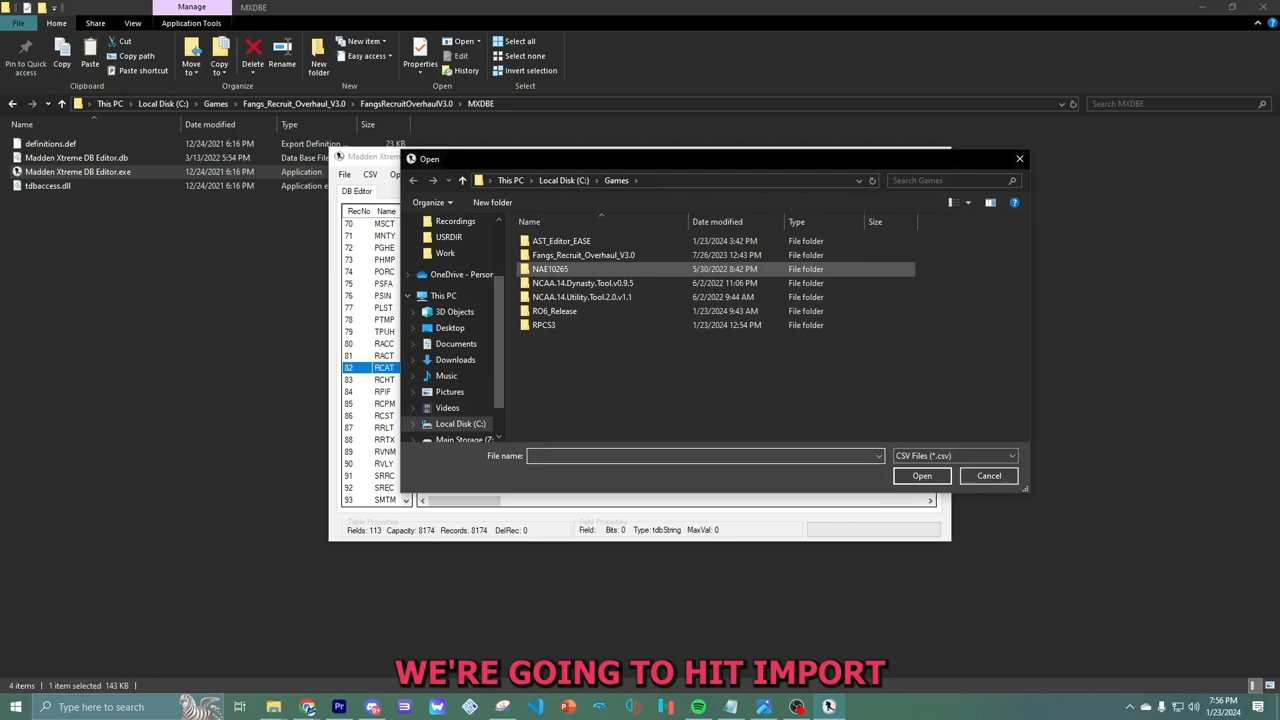 Manage
MXDBE
File
Home
Share
View
Application Tools
Pin to Quick
access
Copy
Paste
Cut
Copy path
Paste shortcut
Clipboard
Move
to
Copy
to
Delete
Rename
Organize
New
folder
New item
Easy access
New
Properties
Open
Edit
History
Open
Select all
Select none
Invert selection
Select
This PC
Local Disk (C:)
Games
Fangs_Recruit_Overhaul_V3.0
FangsRecruitOverhaulV3.0
MXDBE
Search MXDBE
Name
Date modified
Type
Size
definitions.def 12/24/2021 6:16 PM Export Definition ... 23 KB
Madden Xtreme DB Editor.db 3/13/2022 5:54 PM Data Base File
Madden Xtreme DB Editor.exe 12/24/2021 6:16 PM Application
tdbaccess.dll 12/24/2021 6:16 PM Application e
Madden Xtrem
File CSV Op
DB Editor
RecNo Name
70 MSCT
71 MNTY
72 PGHE
73 PHMP
74 PORC
75 PSFA
76 PSIN
77 PLST
78 PTMP
79 TPUH
80 RACC
81 RACT
82 RCAT
83 RCHT
84 RPIF
85 RCPM
86 RCST
87 RRLT
88 RRTX
89 RVNM
90 RVLY
91 SRRC
92 SREC
93 SMTM
Open
This PC
Local Disk (C:)
Games
Search Games
Organize
New folder
Recordings
USRDIR
Work
OneDrive - Person
This PC
3D Objects
Desktop
Documents
Downloads
Music
Pictures
Videos
Local Disk (C:)
Main Storage (Z:
Name Date modified Type Size
AST_Editor_EASE 1/23/2024 3:42 PM File folder
Fangs_Recruit_Overhaul_V3.0 7/26/2023 12:43 PM File folder
NAE10265 5/30/2022 8:42 PM File folder
NCAA.14.Dynasty.Tool.v0.9.5 6/2/2022 11:06 PM File folder
NCAA.14.Utility.Tool.2.0.v1.1 6/2/2022 9:44 AM File folder
RO6_Release 1/23/2024 9:43 AM File folder
RPCS3 1/23/2024 12:54 PM File folder
File name:
CSV Files (*.csv)
Open
Cancel
Table Properties
Fields: 113 Capacity: 8174 Records: 8174 DelRec: 0
Field Properties
Field: Bits: 0 Type: tdbString MaxVal: 0
WE'RE GOING TO HIT IMPORT
4 items
1 item selected 143 KB
Type here to search
7:56 PM
1/23/2024